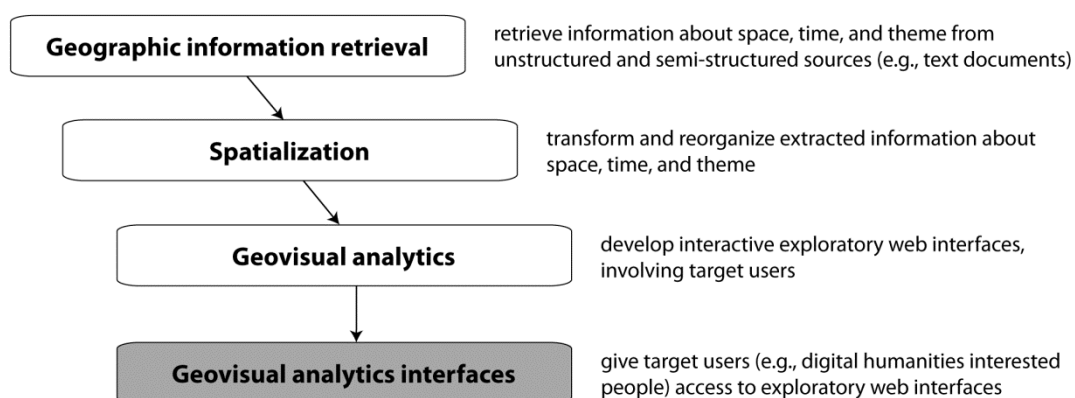 Geographic information retrieval
retrieve information about space, time, and theme from
unstructured and semi-structured sources (e.g., text documents)
Spatialization
transform and reorganize extracted information about
space, time, and theme
Geovisual analytics
develop interactive exploratory web interfaces,
involving target users
Geovisual analytics interfaces
give target users (e.g., digital humanities interested
people) access to exploratory web interfaces